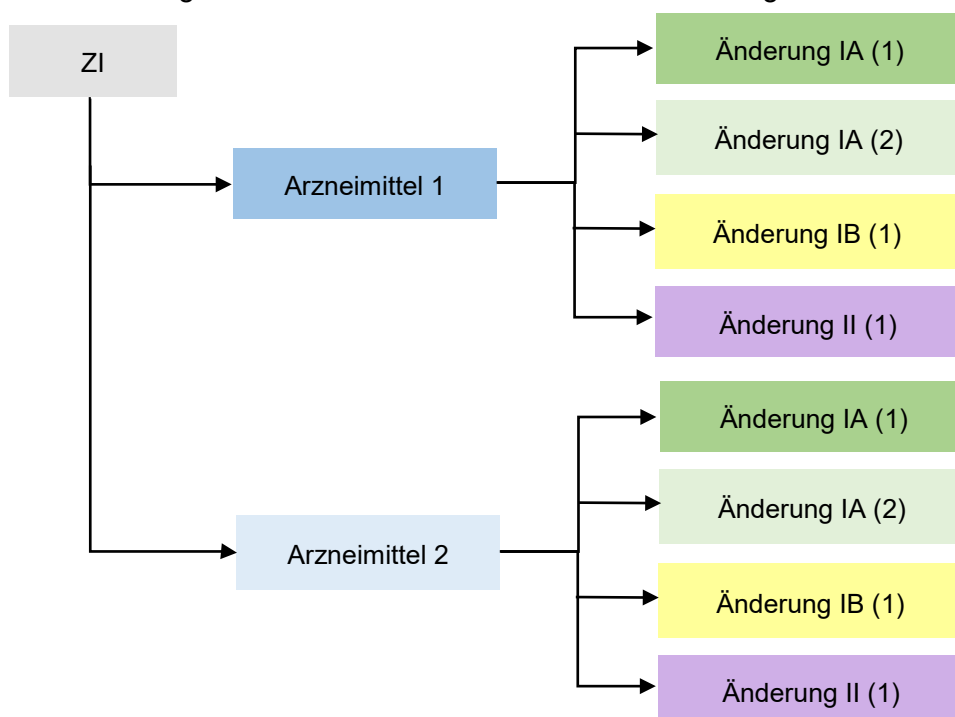 ZI
Änderung IA (1)
Änderung IA (2)
Arzneimittel 1
Änderung IB (1)
Änderung II (1)
Änderung IA (1)
Änderung IA (2)
Arzneimittel 2
Änderung IB (1)
Änderung II (1)